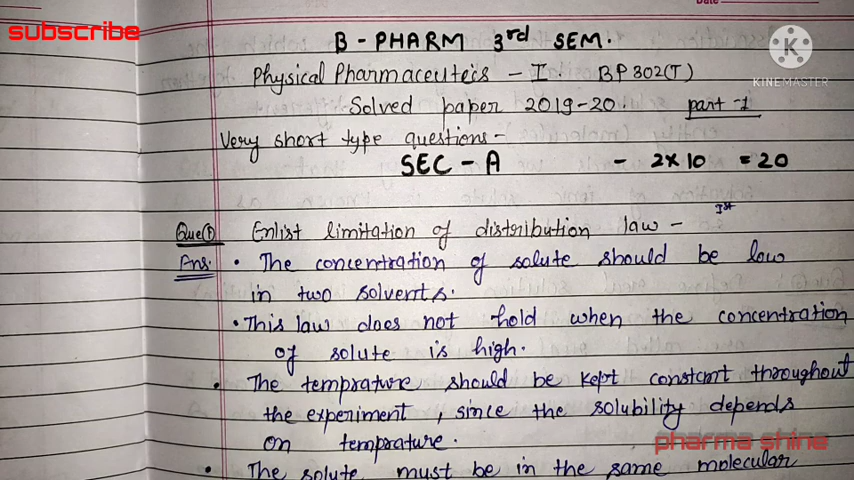 Date
subscribe
B - PHARM 3rd SEM.
K
KINEMASTER
Physical Pharmaceutics - I. BP302(T)
Solved paper 2019-20. part-1
Very short type questions-
SEC - A - 2x10 = 20
Que① Enlist limitation of distribution law -
Ist
Ans. • The concentration of solute should be low
in two solvents.
• This law does not hold when the concentration
of solute is high.
• The temprature should be kept constant throughout
the experiment, since the solubility depends
on temprature.
pharma shine
• The solute must be in the same molecular